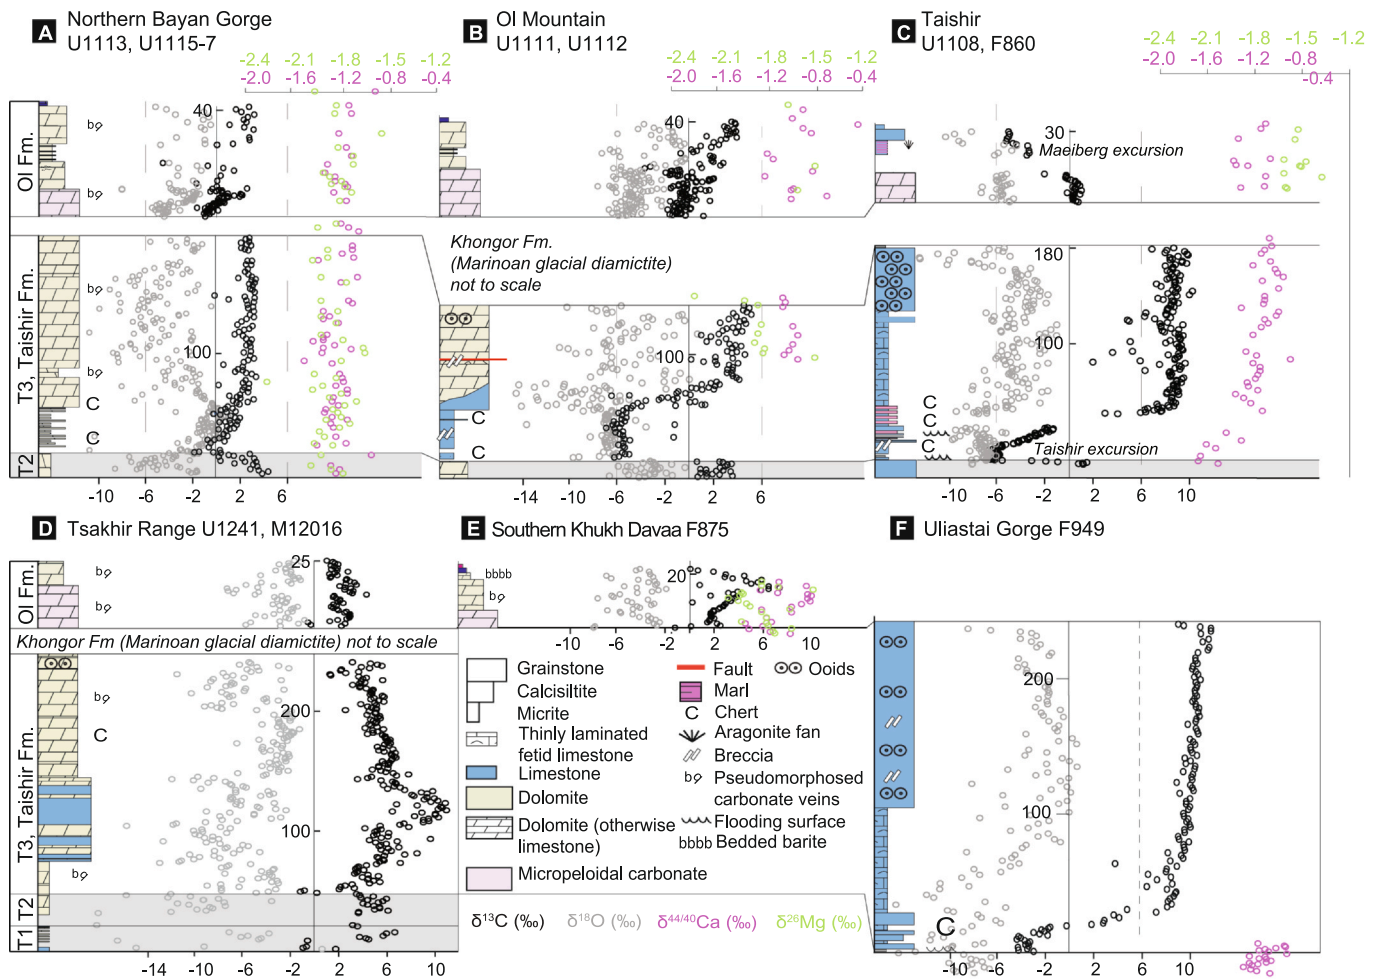 A Northern Bayan Gorge
U1113, U1115-7
-2.4 -2.1 -1.8 -1.5 -1.2
-2.0 -1.6 -1.2 -0.8 -0.4
B Ol Mountain
U1111, U1112
-2.4 -2.1 -1.8 -1.5 -1.2
-2.0 -1.6 -1.2 -0.8 -0.4
C Taishir
U1108, F860
-2.4 -2.1 -1.8 -1.5 -1.2
-2.0 -1.6 -1.2 -0.8 -0.4
Ol Fm.
T3, Taishir Fm.
T2
40
100
C
C
-10 -6 -2 2 6
40
Khongor Fm.
(Marinoan glacial diamictite)
not to scale
100
C
C
-14 -10 -6 -2 2 6
30
Maeiberg excursion
180
100
C
C
C
Taishir excursion
-10 -6 -2 2 6 10
D Tsakhir Range U1241, M12016
Ol Fm.
25
Khongor Fm (Marinoan glacial diamictite) not to scale
T3, Taishir Fm.
T2
T1
C
200
100
-14 -10 -6 -2 2 6 10
E Southern Khukh Davaa F875
bbbb
20
-10 -6 -2 2 6 10
Grainstone
Calcisiltite
Micrite
Thinly laminated
fetid limestone
Limestone
Dolomite
Dolomite (otherwise
limestone)
Micropeloidal carbonate
Fault
Ooids
Marl
C Chert
Aragonite fan
Breccia
Pseudomorphosed
carbonate veins
Flooding surface
bbbb Bedded barite
δ¹³C (‰) δ¹⁸O (‰) δ⁴⁴/⁴⁰Ca (‰) δ²⁶Mg (‰)
F Uliastai Gorge F949
200
100
C
-10 -6 -2 2 6 10